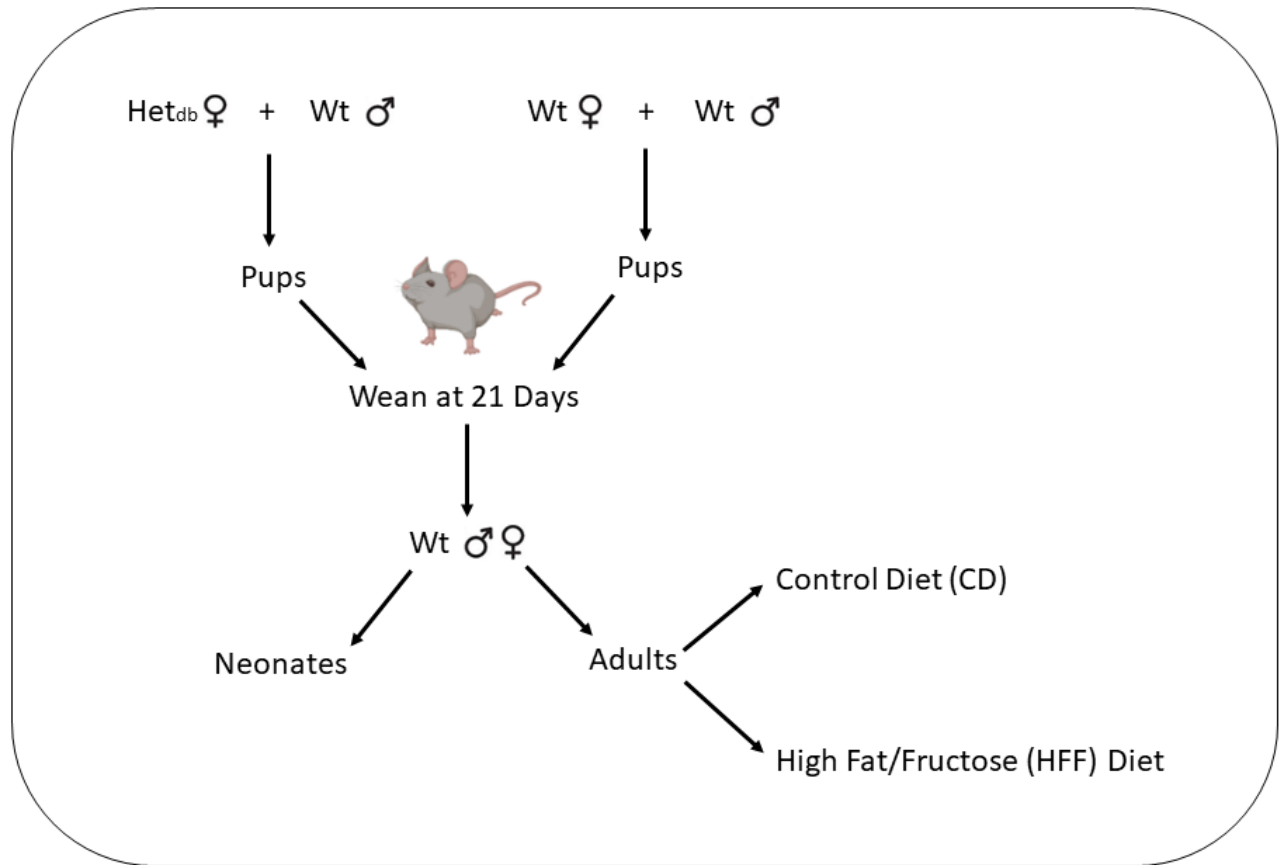 Hetdb♀ + Wt ♂
Wt ♀ + Wt ♂
Pups
Pups
Wean at 21 Days
Wt ♂♀
Neonates
Adults
Control Diet (CD)
High Fat/Fructose (HFF) Diet